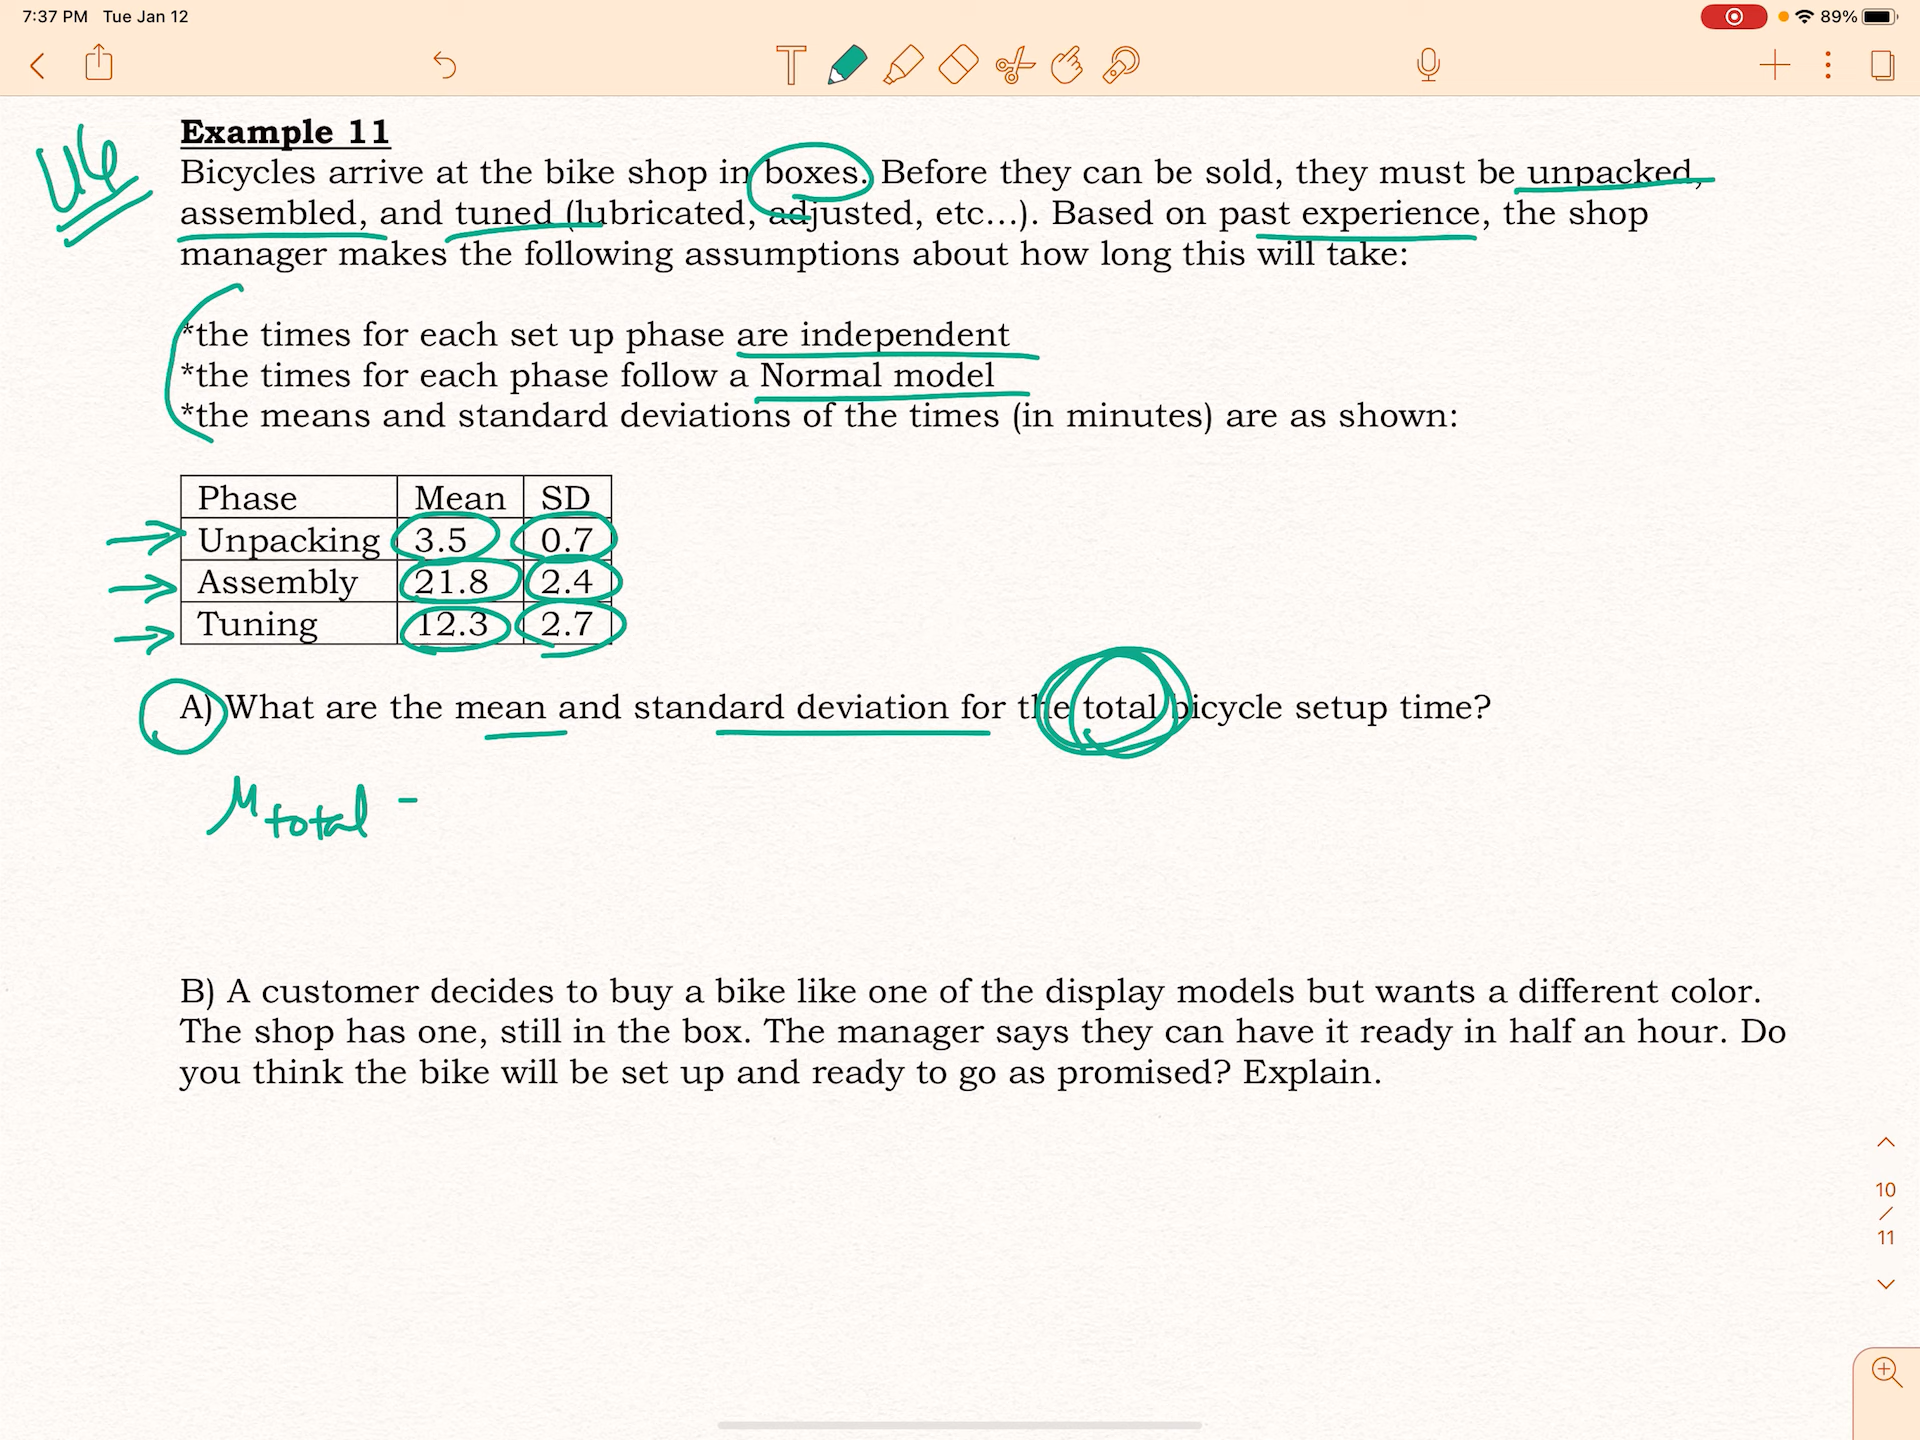 7:37 PM Tue Jan 12
89%
U6
Example 11
Bicycles arrive at the bike shop in boxes. Before they can be sold, they must be unpacked,
assembled, and tuned (lubricated, adjusted, etc…). Based on past experience, the shop
manager makes the following assumptions about how long this will take:
*the times for each set up phase are independent
*the times for each phase follow a Normal model
*the means and standard deviations of the times (in minutes) are as shown:
Phase Mean SD
Unpacking 3.5 0.7
Assembly 21.8 2.4
Tuning 12.3 2.7
A) What are the mean and standard deviation for the total bicycle setup time?
μ total -
B) A customer decides to buy a bike like one of the display models but wants a different color.
The shop has one, still in the box. The manager says they can have it ready in half an hour. Do
you think the bike will be set up and ready to go as promised? Explain.
10
/
11